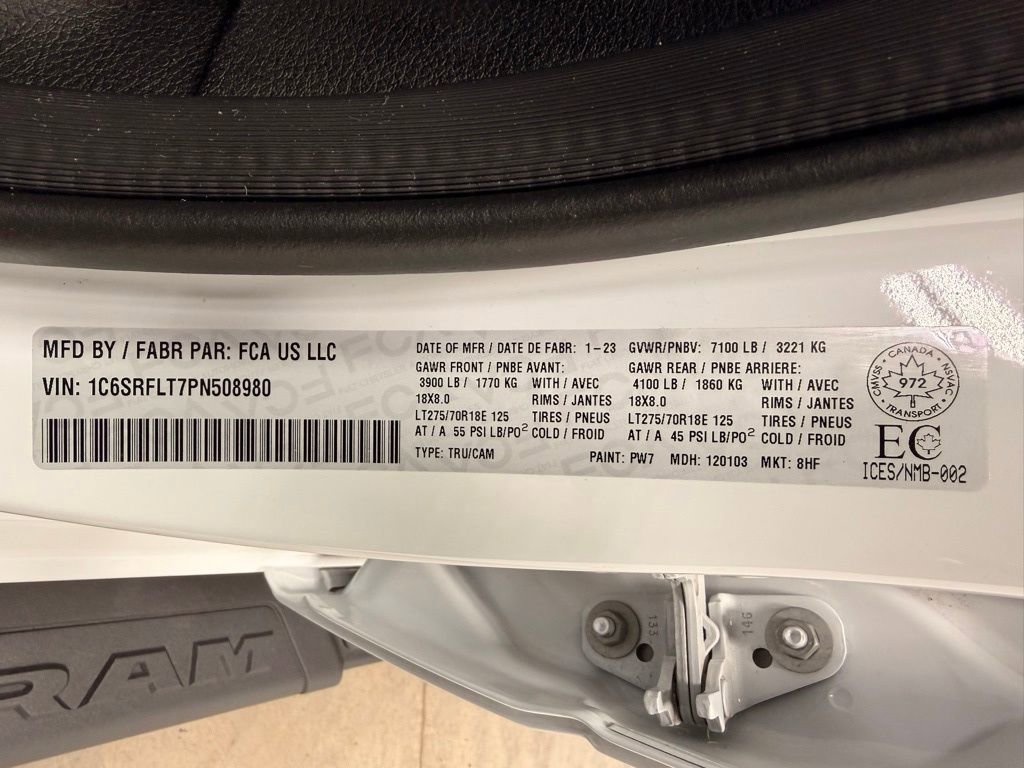 MFD BY / FABR PAR: FCA US LLC
VIN: 1C6SRFLT7PN508980
DATE OF MFR / DATE DE FABR: 1-23
GAWR FRONT / PNBE AVANT:
3900 LB / 1770 KG WITH / AVEC
18X8.0 RIMS / JANTES
LT275/70R18E 125 TIRES / PNEUS
AT / A 55 PSI LB/PO² COLD / FROID
TYPE: TRU/CAM
GVWR/PNBV: 7100 LB / 3221 KG
GAWR REAR / PNBE ARRIERE:
4100 LB / 1860 KG WITH / AVEC
18X8.0 RIMS / JANTES
LT275/70R18E 125 TIRES / PNEUS
AT / A 45 PSI LB/PO² COLD / FROID
PAINT: PW7 MDH: 120103 MKT: 8HF
CMVSS - CANADA - NSVAC
972
TRANSPORT
EC
ICES/NMB-002
133
146
RAM